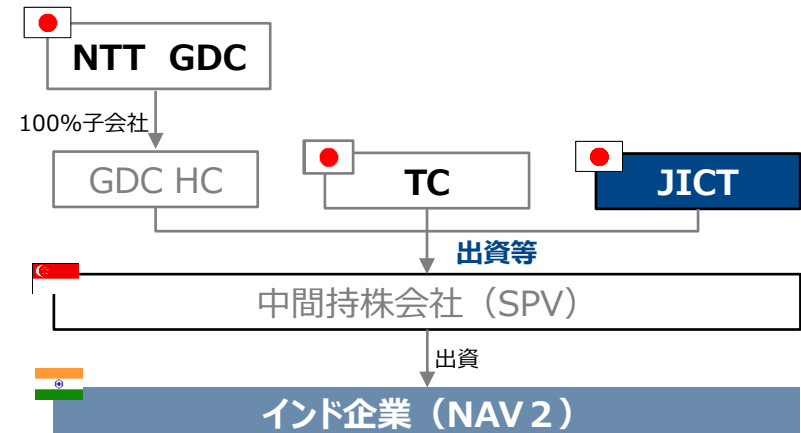 NTT GDC
100%子会社
GDC HC
TC
JICT
出資等
中間持株会社（SPV）
出資
インド企業（NAV２）